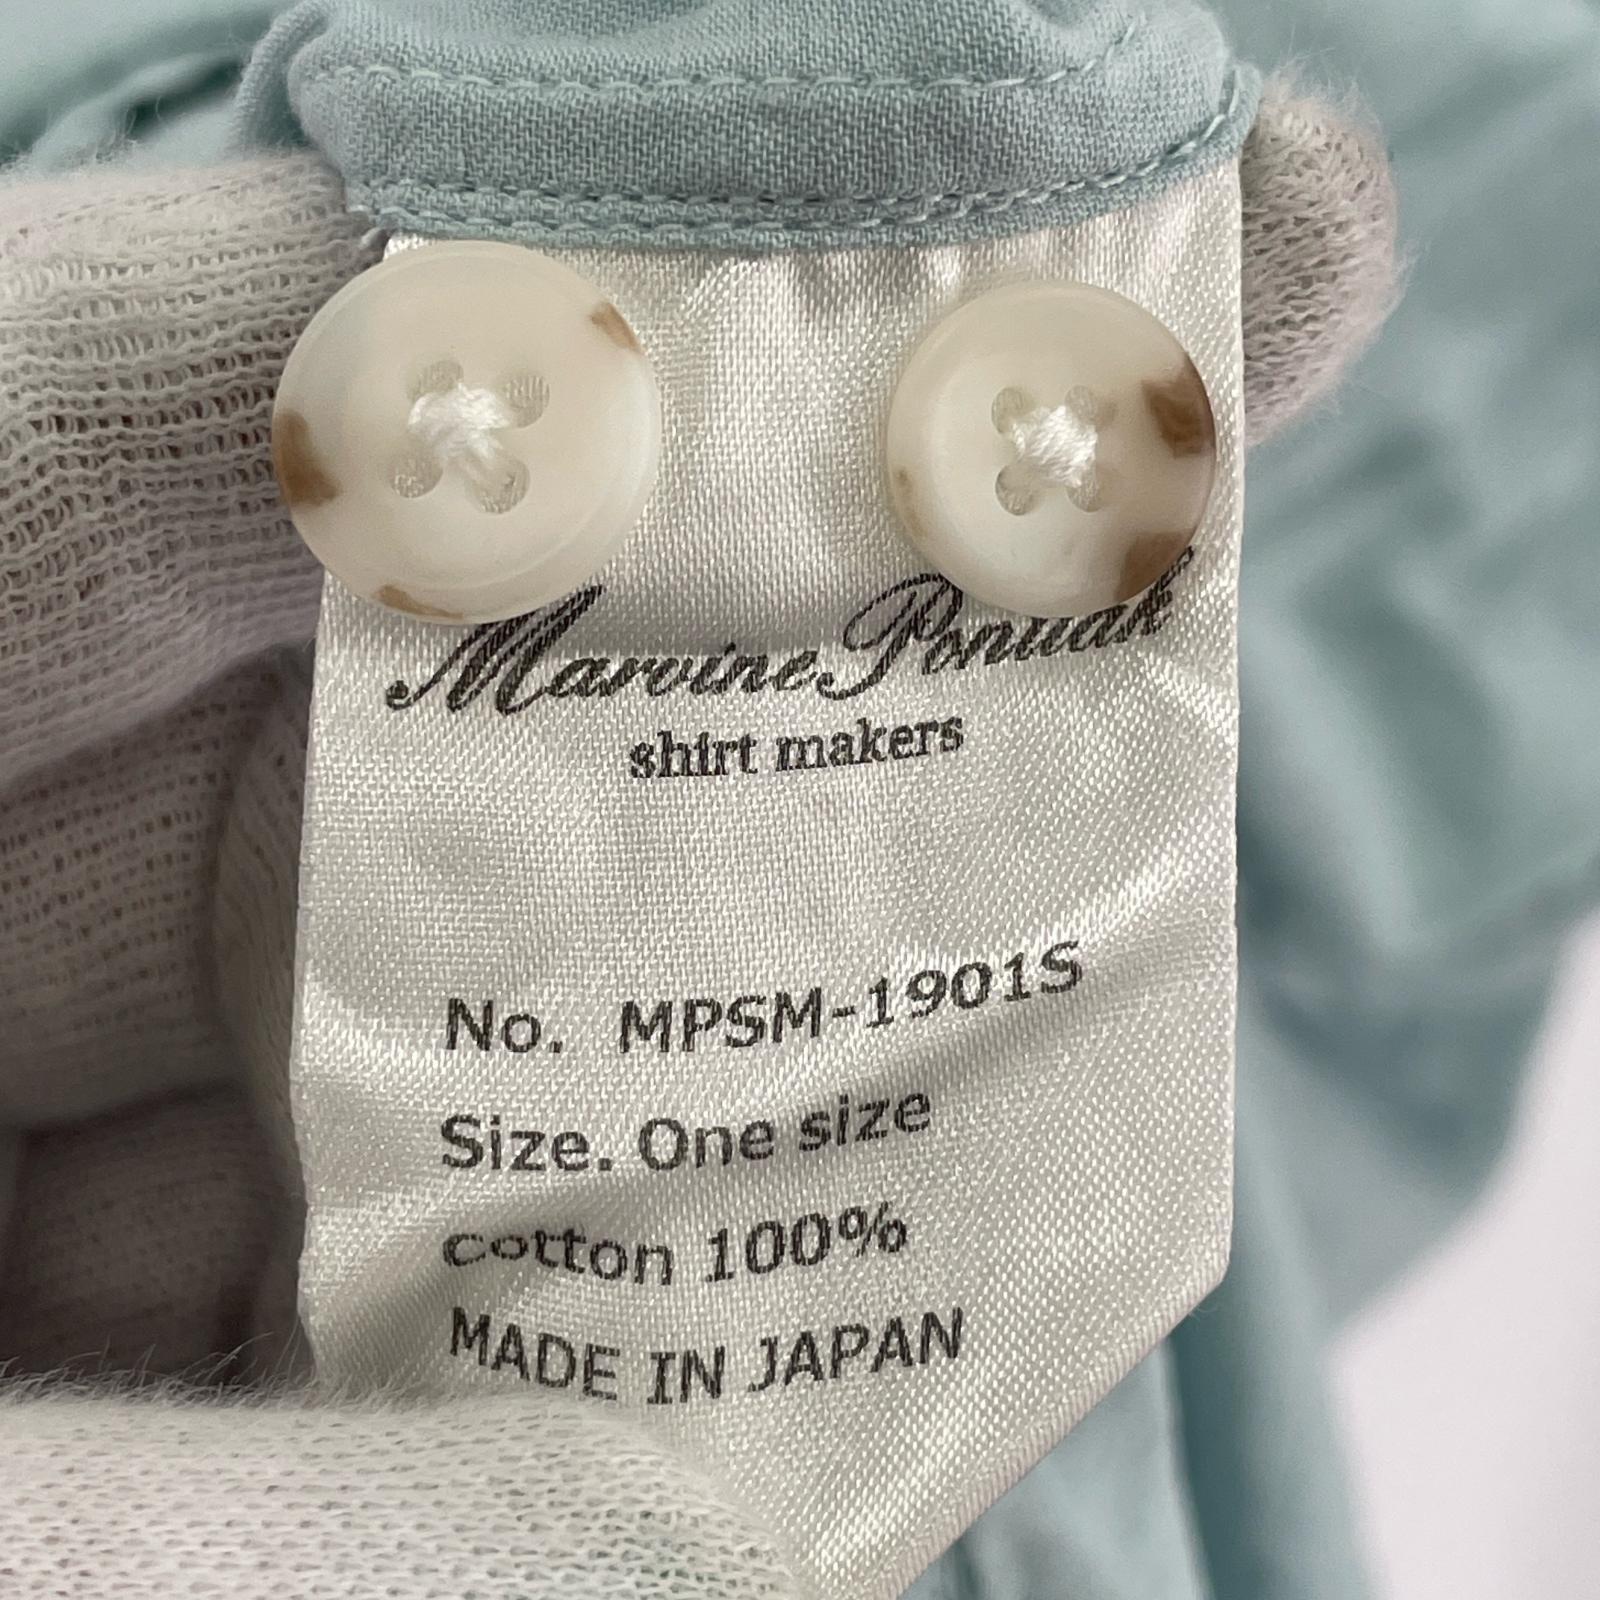 Marvine Pontiak
shirt makers
No. MPSM-1901S
Size. One size
cotton 100%
MADE IN JAPAN